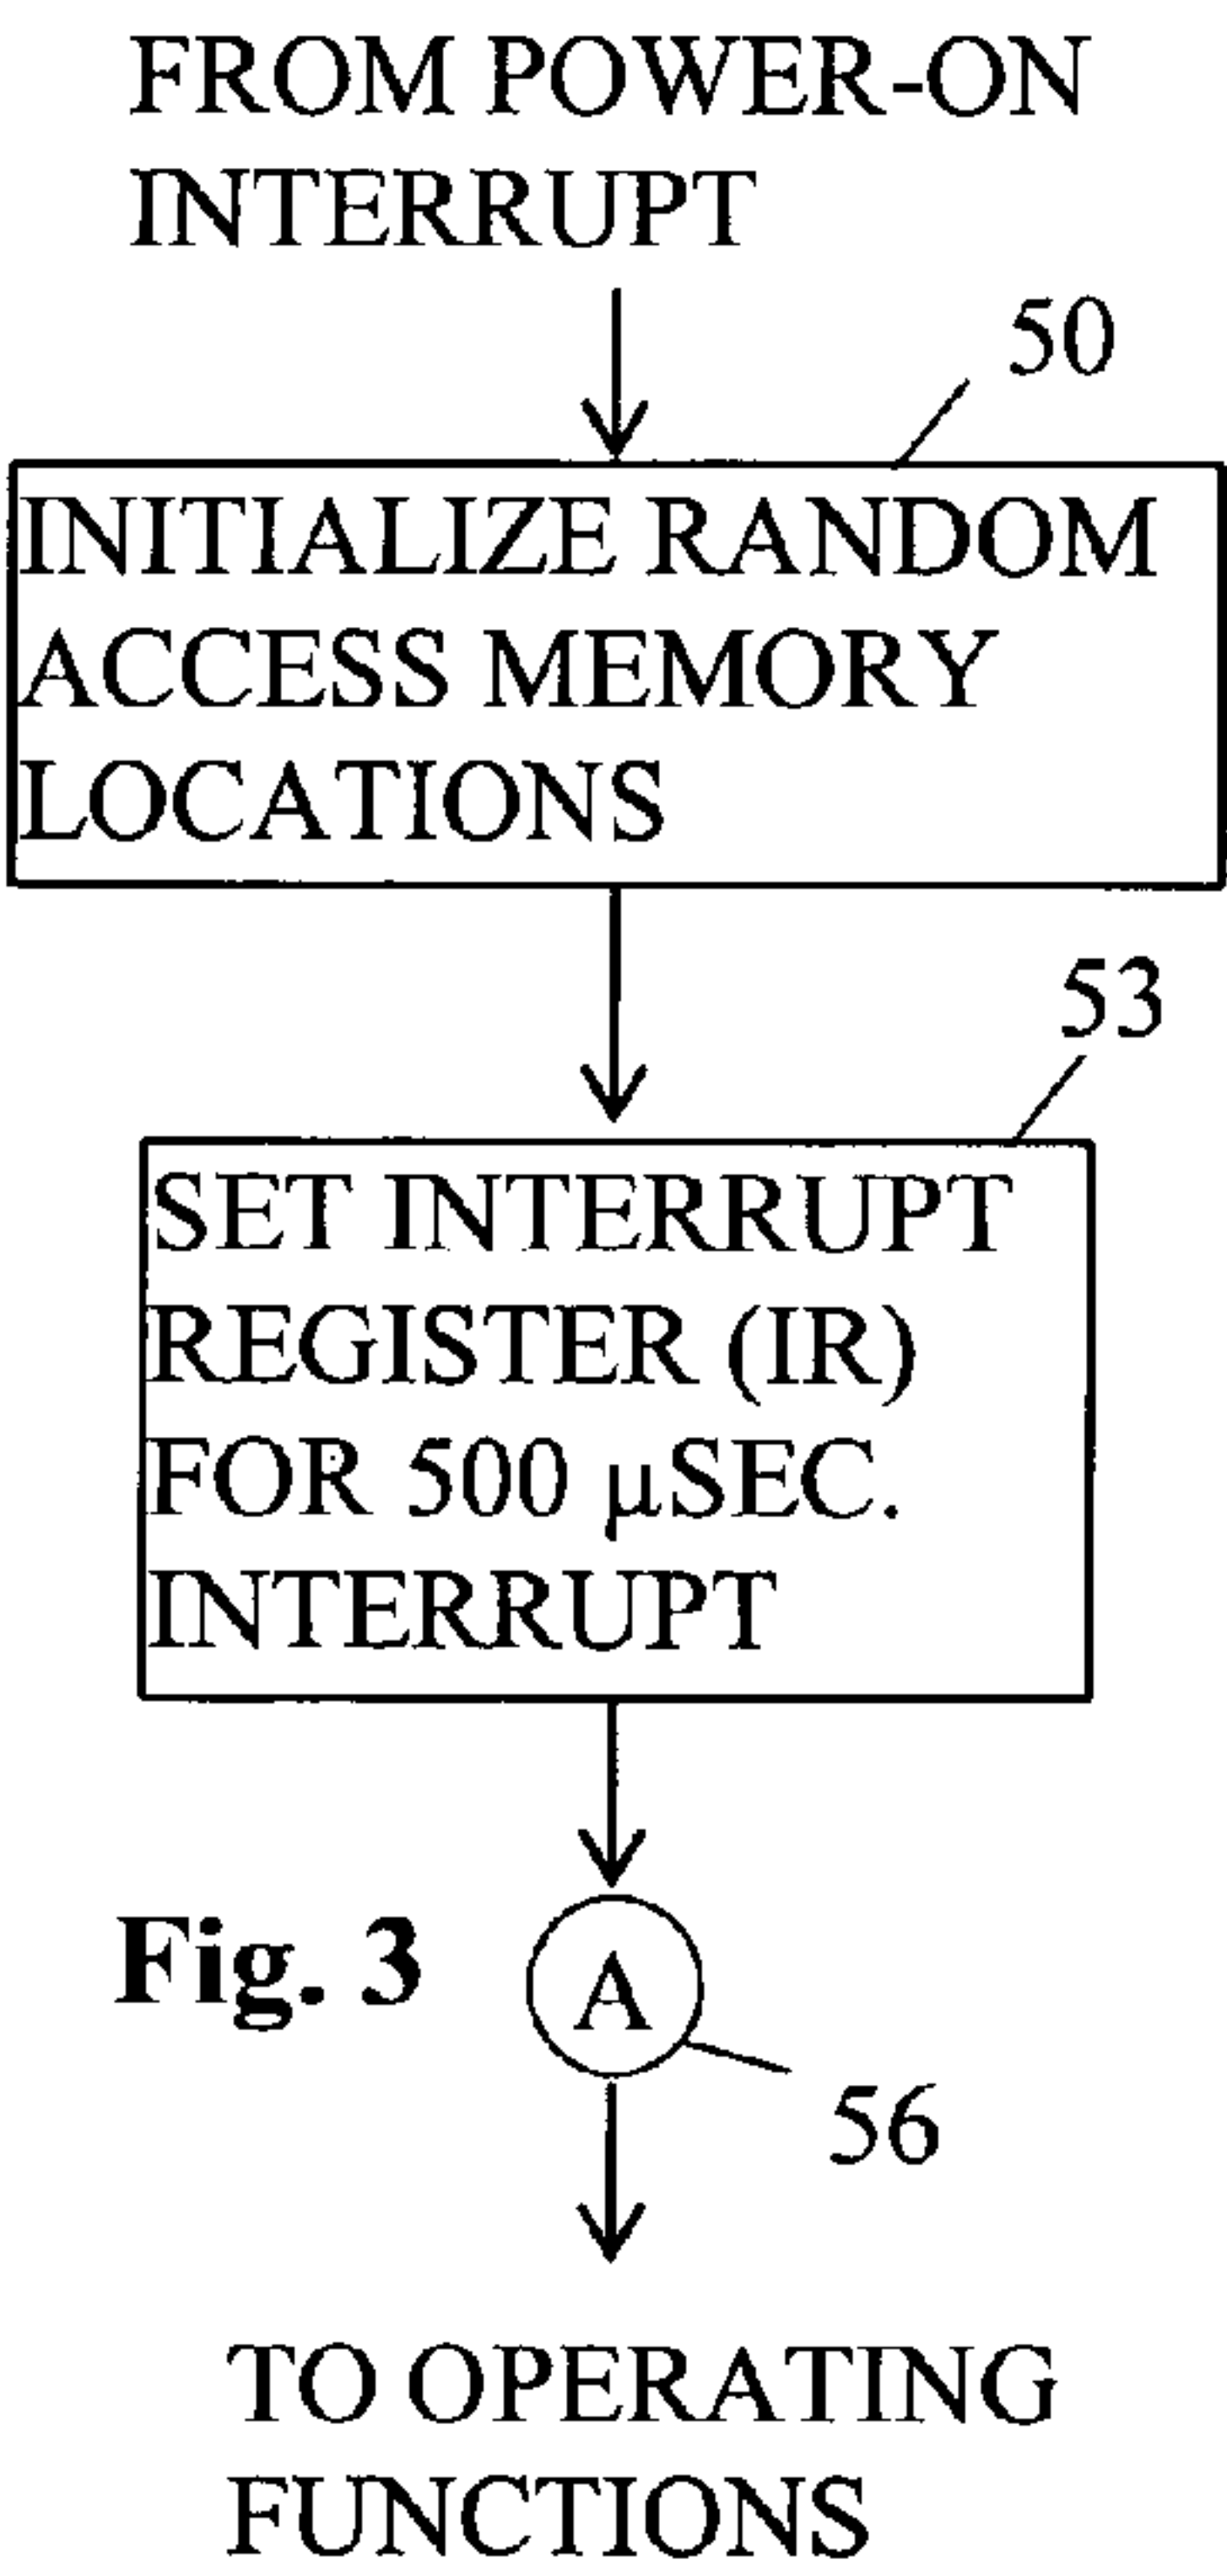 FROM POWER-ON
INTERRUPT
50
INITIALIZE RANDOM
ACCESS MEMORY
LOCATIONS
53
SET INTERRUPT
REGISTER (IR)
FOR 500 µSEC.
INTERRUPT
Fig. 3
A
56
TO OPERATING
FUNCTIONS